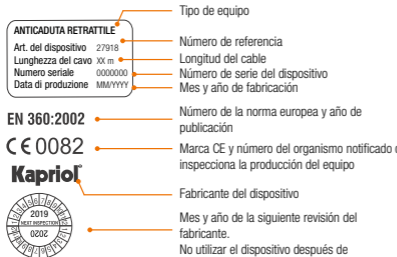 Tipo de equipo
ANTICADUTA RETRATTILE
Art. del dispositivo 27918
Número de referencia
Lunghezza del cavo XX m
Longitud del cable
Numero seriale 0000000
Número de serie del dispositivo
Data di produzione MM/YYYY
Mes y año de fabricación
EN 360:2002
Número de la norma europea y año de
publicación
CE0082
Marca CE y número del organismo notificado
inspecciona la producción del equipo
Kapriol
Fabricante del dispositivo
2019
NEXT INSPECTION
2020
Mes y año de la siguiente revisión del
fabricante.
No utilizar el dispositivo después de